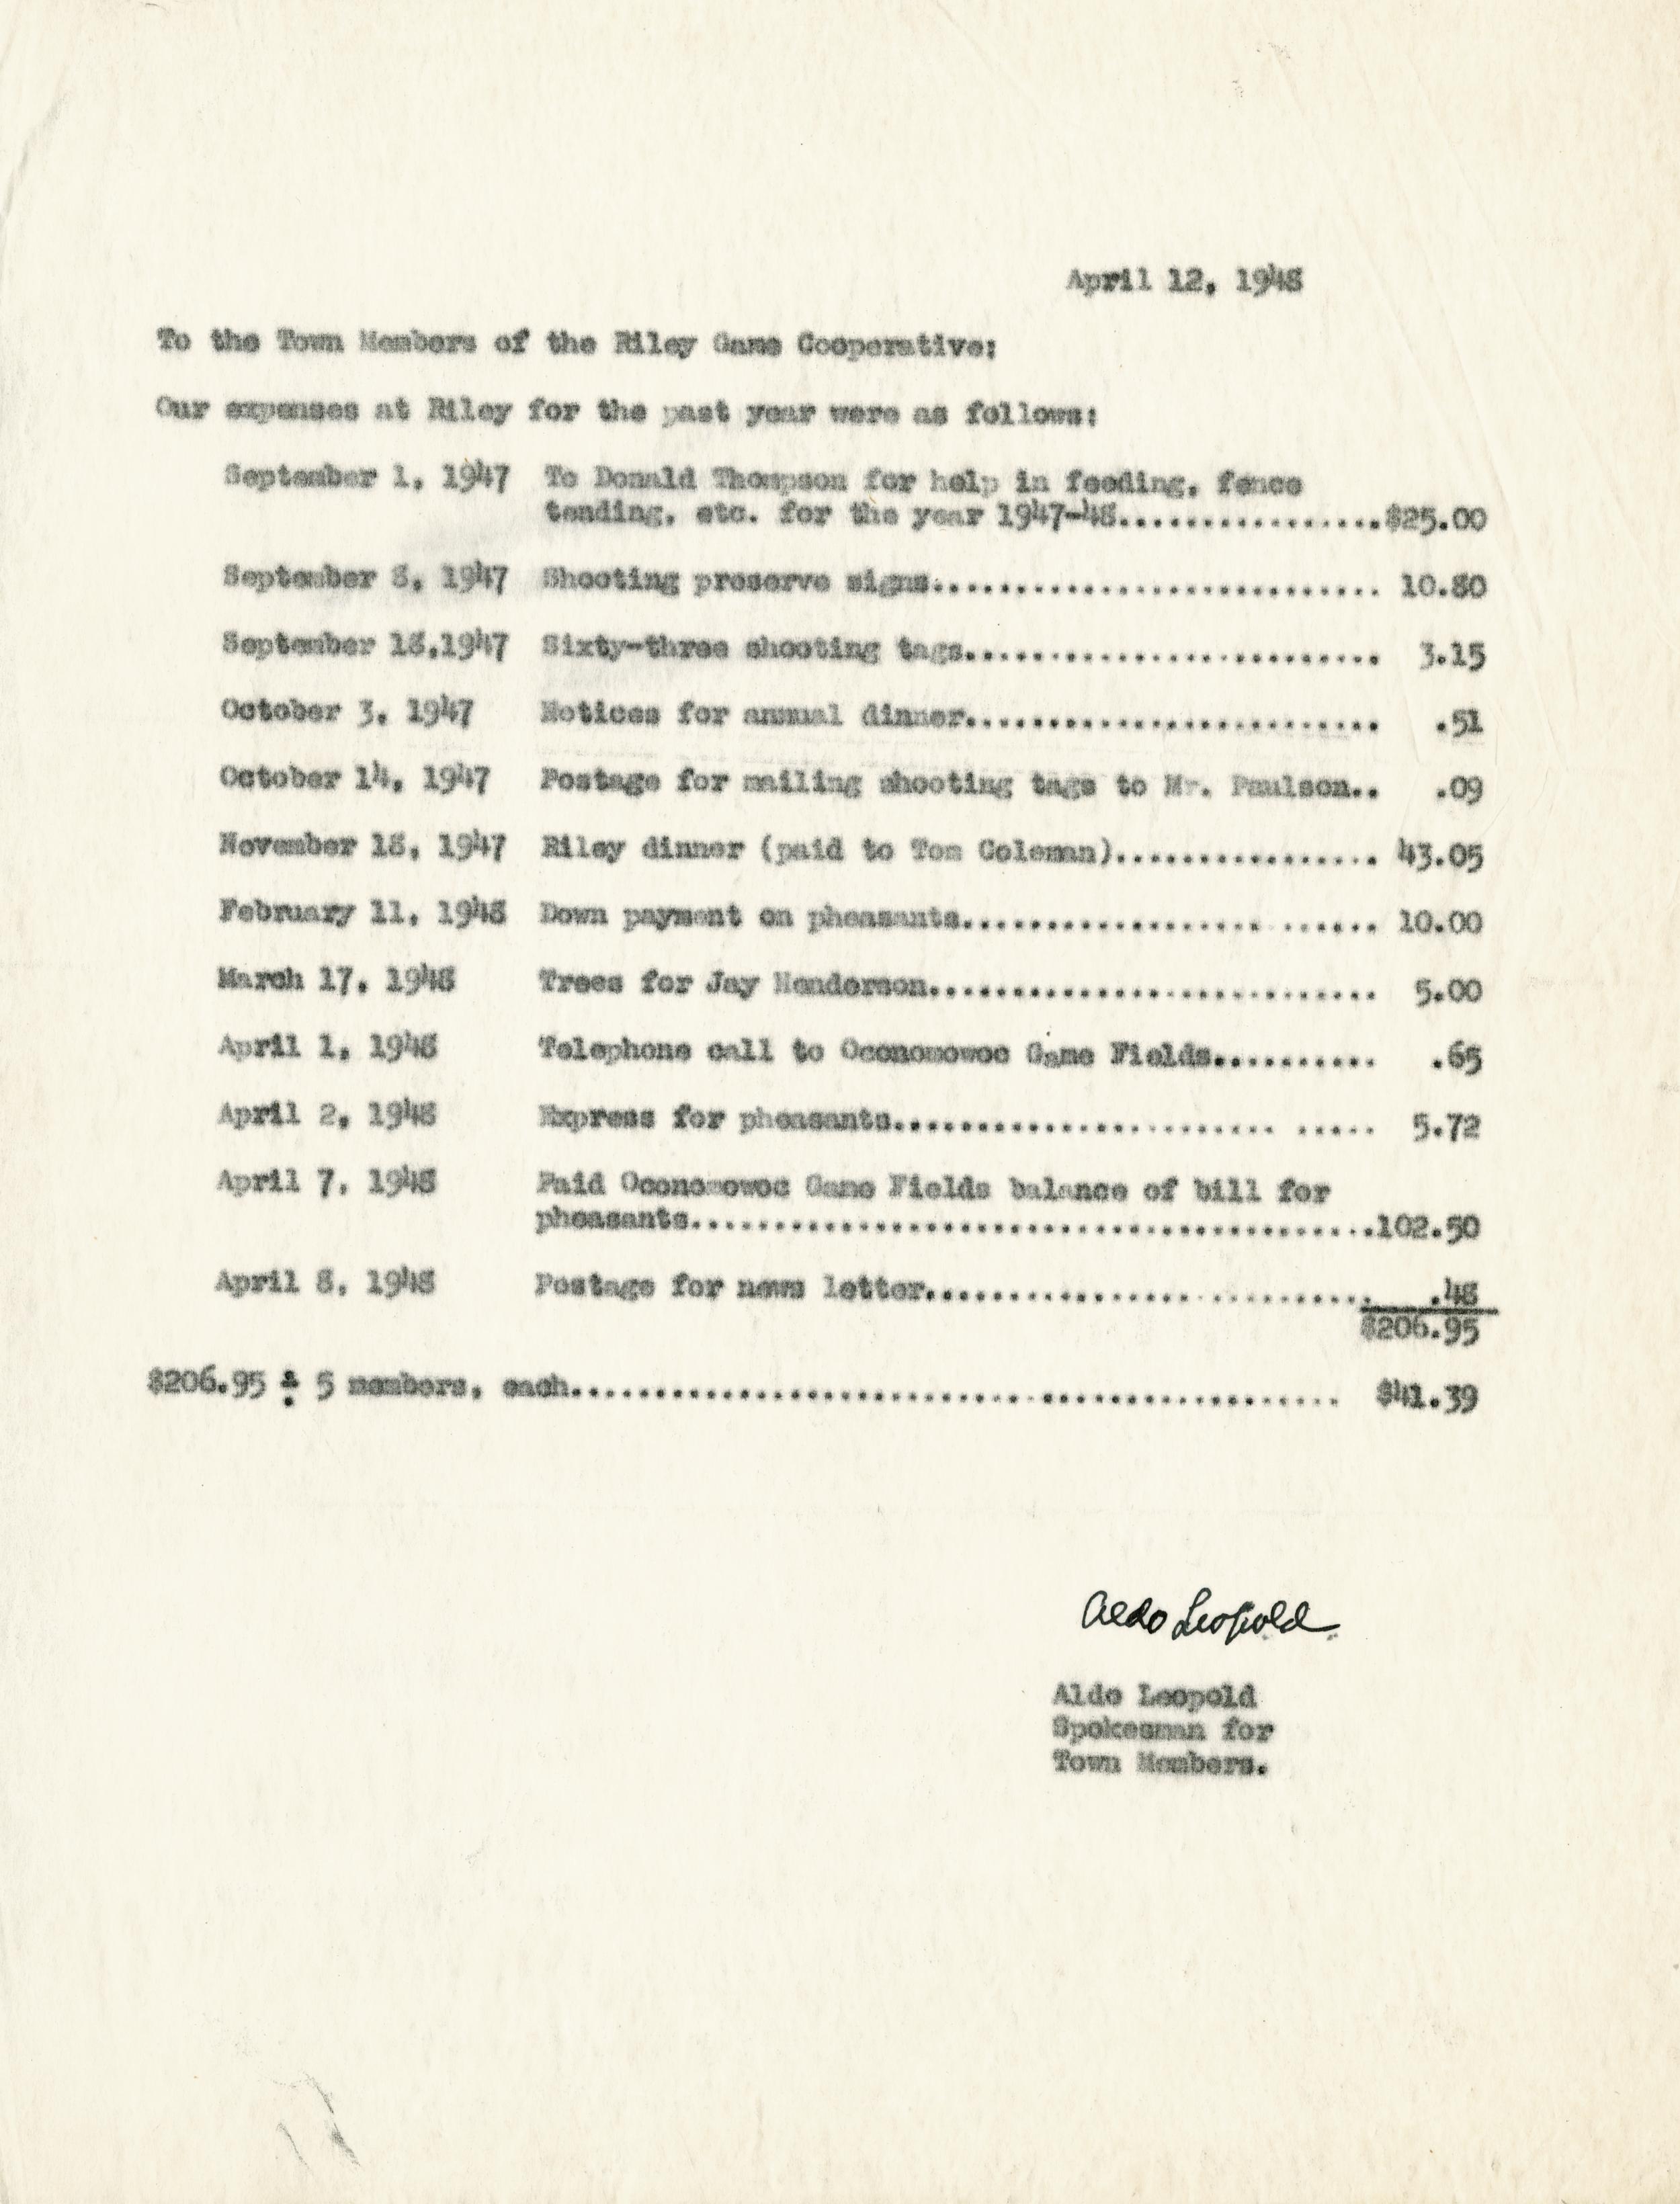 April 12, 1948
To the Town Members of the Riley Game Cooperative:
Our expenses at Riley for the past year were as follows:
September 1, 1947 To Donald Thompson for help in feeding, fence
tending, etc. for the year 1947-48................$25.00
September 8, 1947 Shooting preserve signs........................... 10.80
September 18,1947 Sixty-three shooting tags......................... 3.15
October 3, 1947 Notices for annual dinner......................... .51
October 14, 1947 Postage for mailing shooting tags to Mr. Paulson.. .09
November 18, 1947 Riley dinner (paid to Tom Coleman)................ 43.05
February 11, 1948 Down payment on pheasants.................. ...... 10.00
March 17, 1948 Trees for Jay Henderson........................... 5.00
April 1, 1948 Telephone call to Oconomowoc Game Fields.......... .65
April 2, 1948 Express for pheasants....................... ..... 5.72
April 7, 1948 Paid Oconomowoc Game Fields balance of bill for
pheasants.........................................102.50
April 8, 1948 Postage for news letter........................... .48
$206.95
$206.95 ÷ 5 members, each.............................................. $41.39
Aldo Leopold
Aldo Leopold
Spokesman for
Town Members.